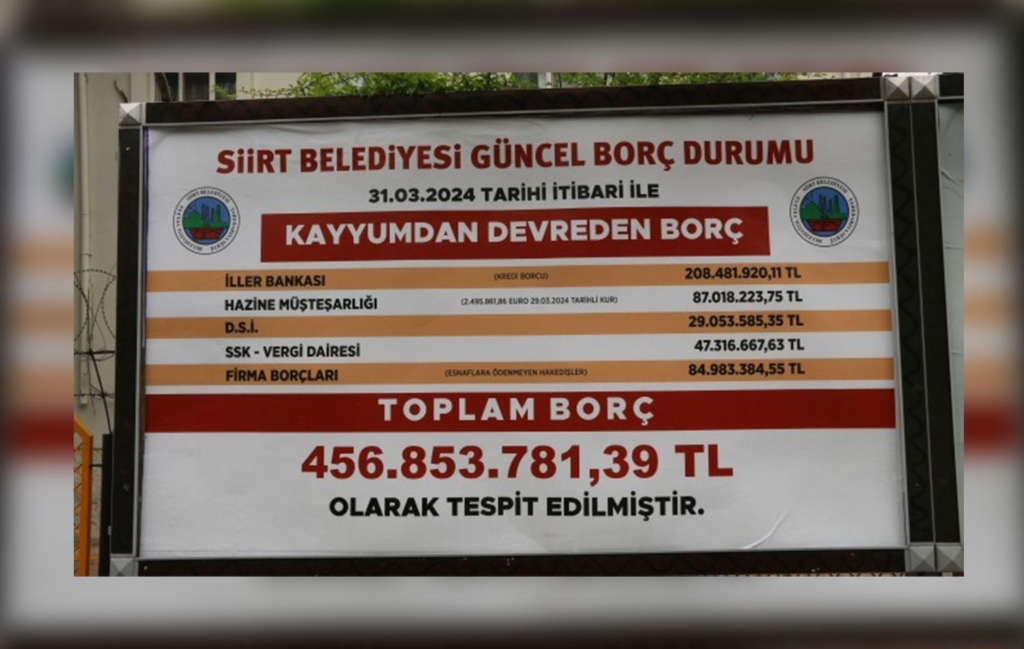 SİİRT BELEDİYESİ GÜNCEL BORÇ DURUMU
31.03.2024 TARİHİ İTİBARİ İLE
KAYYUMDAN DEVREDEN BORÇ
İLLER BANKASI (KREDİ BORCU) 208.481.920,11 TL
HAZİNE MÜŞTEŞARLIĞI (2.495.861,86 EURO 29.03.2024 TARİHLİ KUR) 87.018.223,75 TL
D.S.İ. 29.053.585,35 TL
SSK - VERGİ DAİRESİ 47.316.667,63 TL
FİRMA BORÇLARI (ESNAFLARA ÖDENMEYEN HAKEDİŞLER) 84.983.384,55 TL
TOPLAM BORÇ
456.853.781,39 TL
OLARAK TESPİT EDİLMİŞTİR.